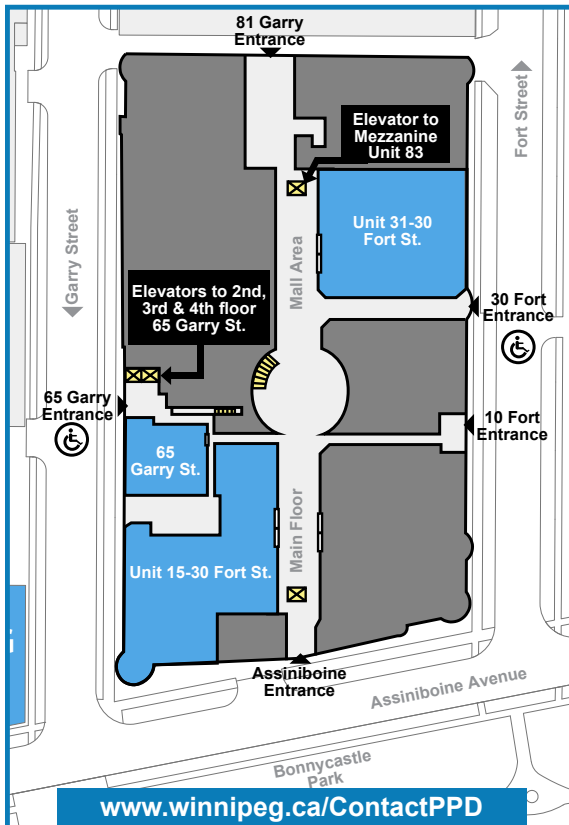 81 Garry
Entrance
Elevator to
Mezzanine
Unit 83
Fort Street
Unit 31-30
Fort St.
Garry Street
Mall Area
Elevators to 2nd,
3rd & 4th floor
65 Garry St.
30 Fort
Entrance
65 Garry
Entrance
10 Fort
Entrance
65
Garry St.
Main Floor
Unit 15-30 Fort St.
Assiniboine
Entrance
Assiniboine Avenue
Bonnycastle
Park
www.winnipeg.ca/ContactPPD